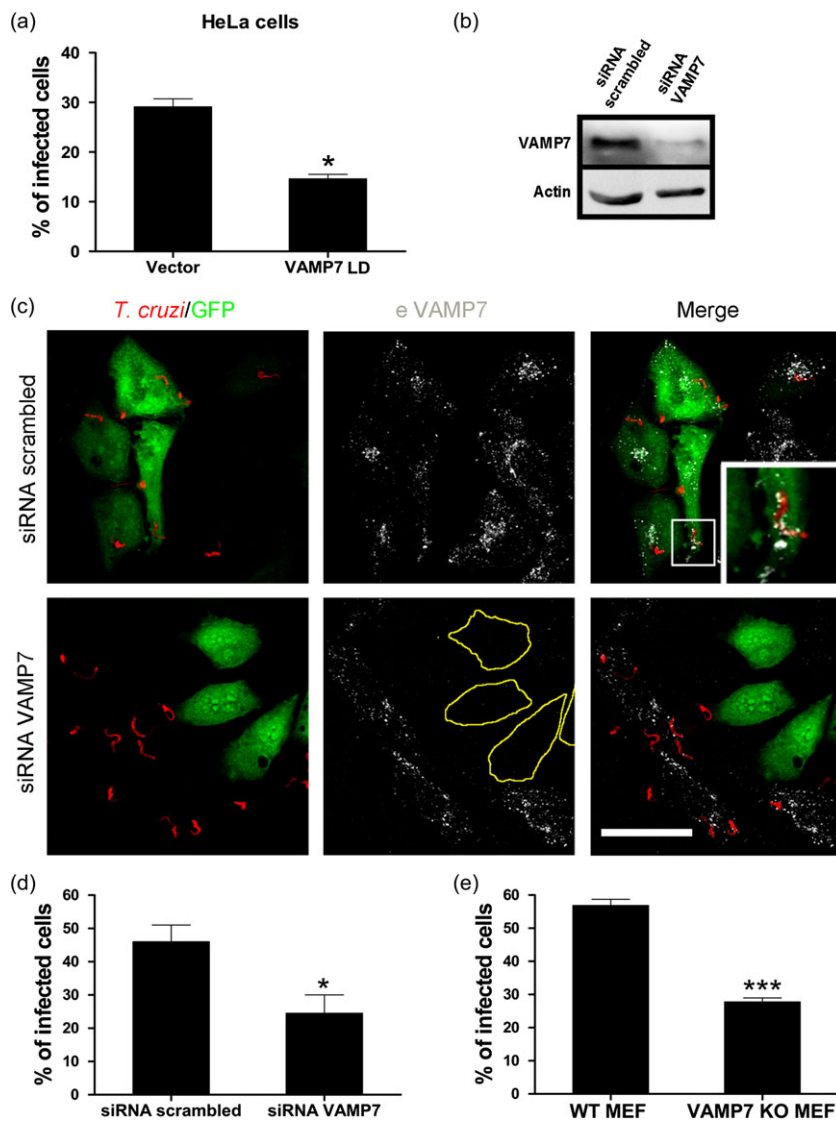 (a)
HeLa cells
% of infected cells
40
30
20
10
0
*
Vector
VAMP7 LD
(b)
siRNA
scrambled
siRNA
VAMP7
VAMP7
Actin
(c)
T. cruzi/GFP
e VAMP7
Merge
siRNA scrambled
siRNA VAMP7
(d)
% of infected cells
60
50
40
30
20
10
0
*
siRNA scrambled
siRNA VAMP7
(e)
% of infected cells
60
50
40
30
20
10
0
***
WT MEF
VAMP7 KO MEF